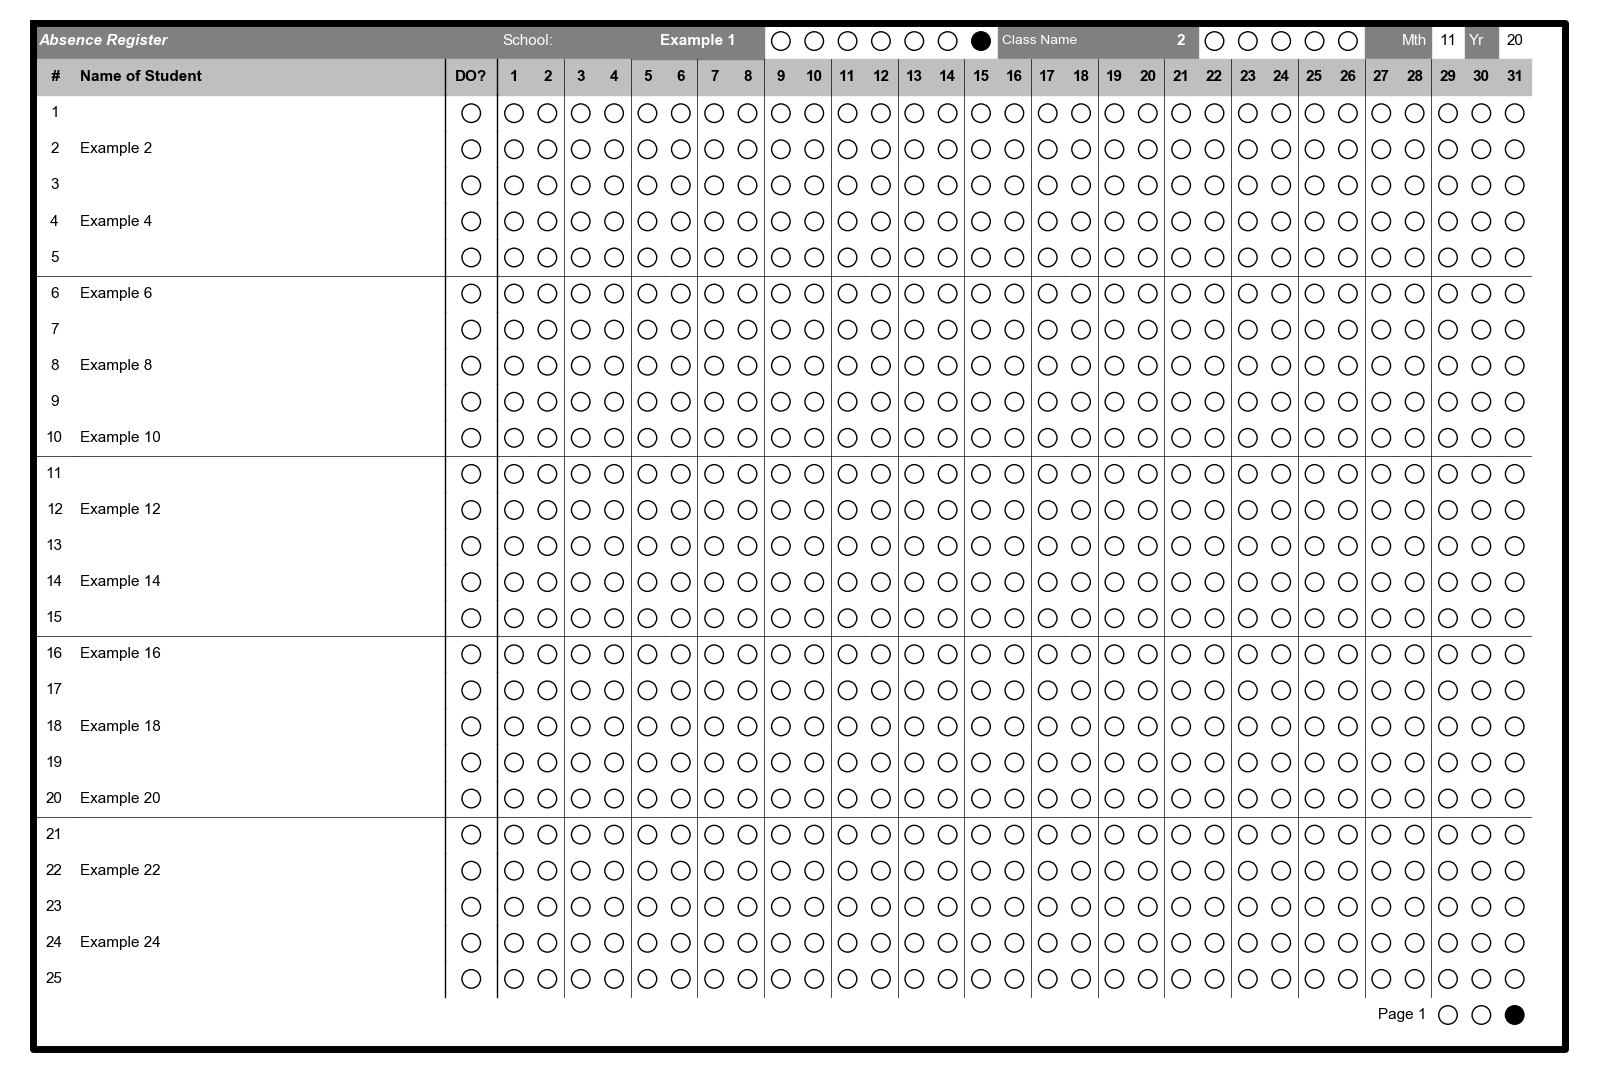 Absence Register School: Example 1 Class Name 2 Mth 11 Yr 20
# Name of Student DO? 1 2 3 4 5 6 7 8 9 10 11 12 13 14 15 16 17 18 19 20 21 22 23 24 25 26 27 28 29 30 31
1
2 Example 2
3
4 Example 4
5
6 Example 6
7
8 Example 8
9
10 Example 10
11
12 Example 12
13
14 Example 14
15
16 Example 16
17
18 Example 18
19
20 Example 20
21
22 Example 22
23
24 Example 24
25
Page 1